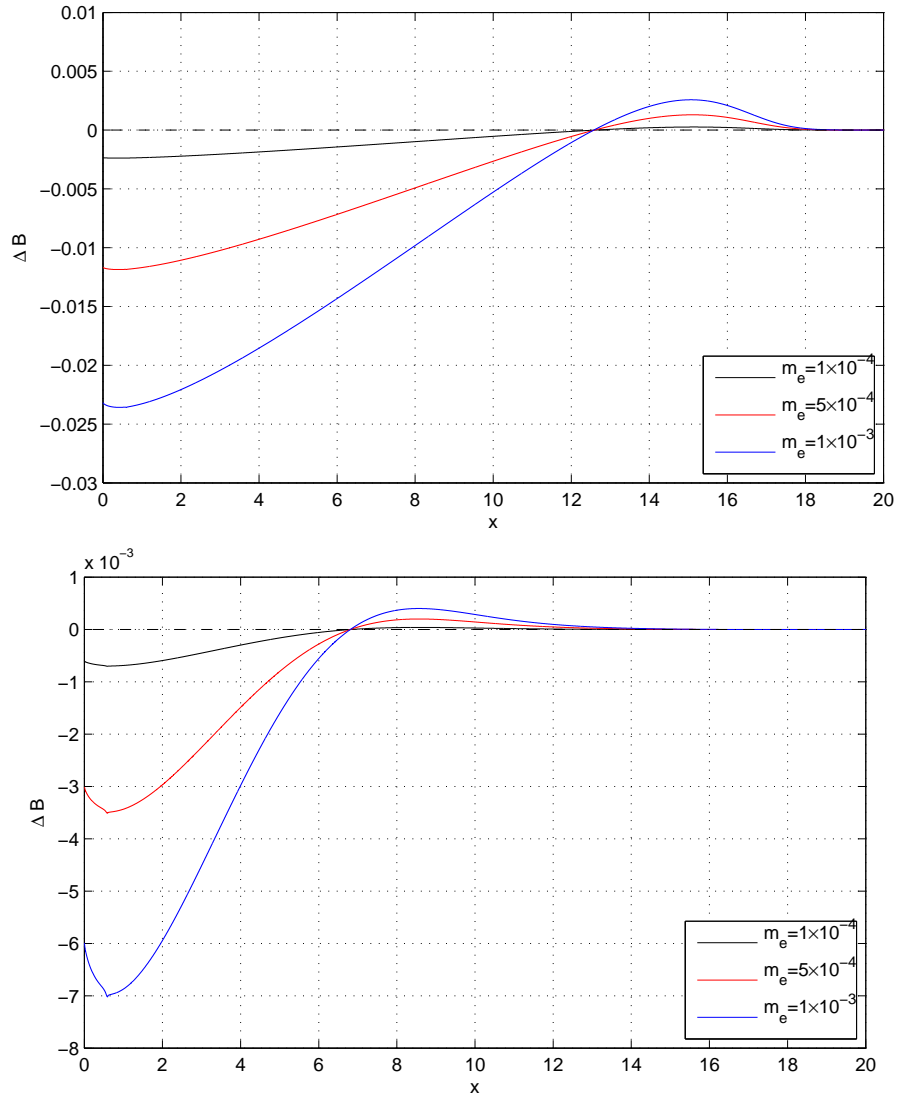 0.01
0.005
0
−0.005
−0.01
−0.015
−0.02
−0.025
−0.03
Δ B
0 2 4 6 8 10 12 14 16 18 20
x
m_e=1×10^−4
m_e=5×10^−4
m_e=1×10^−3
x 10^−3
1
0
−1
−2
−3
−4
−5
−6
−7
−8
Δ B
0 2 4 6 8 10 12 14 16 18 20
x
m_e=1×10^−4
m_e=5×10^−4
m_e=1×10^−3